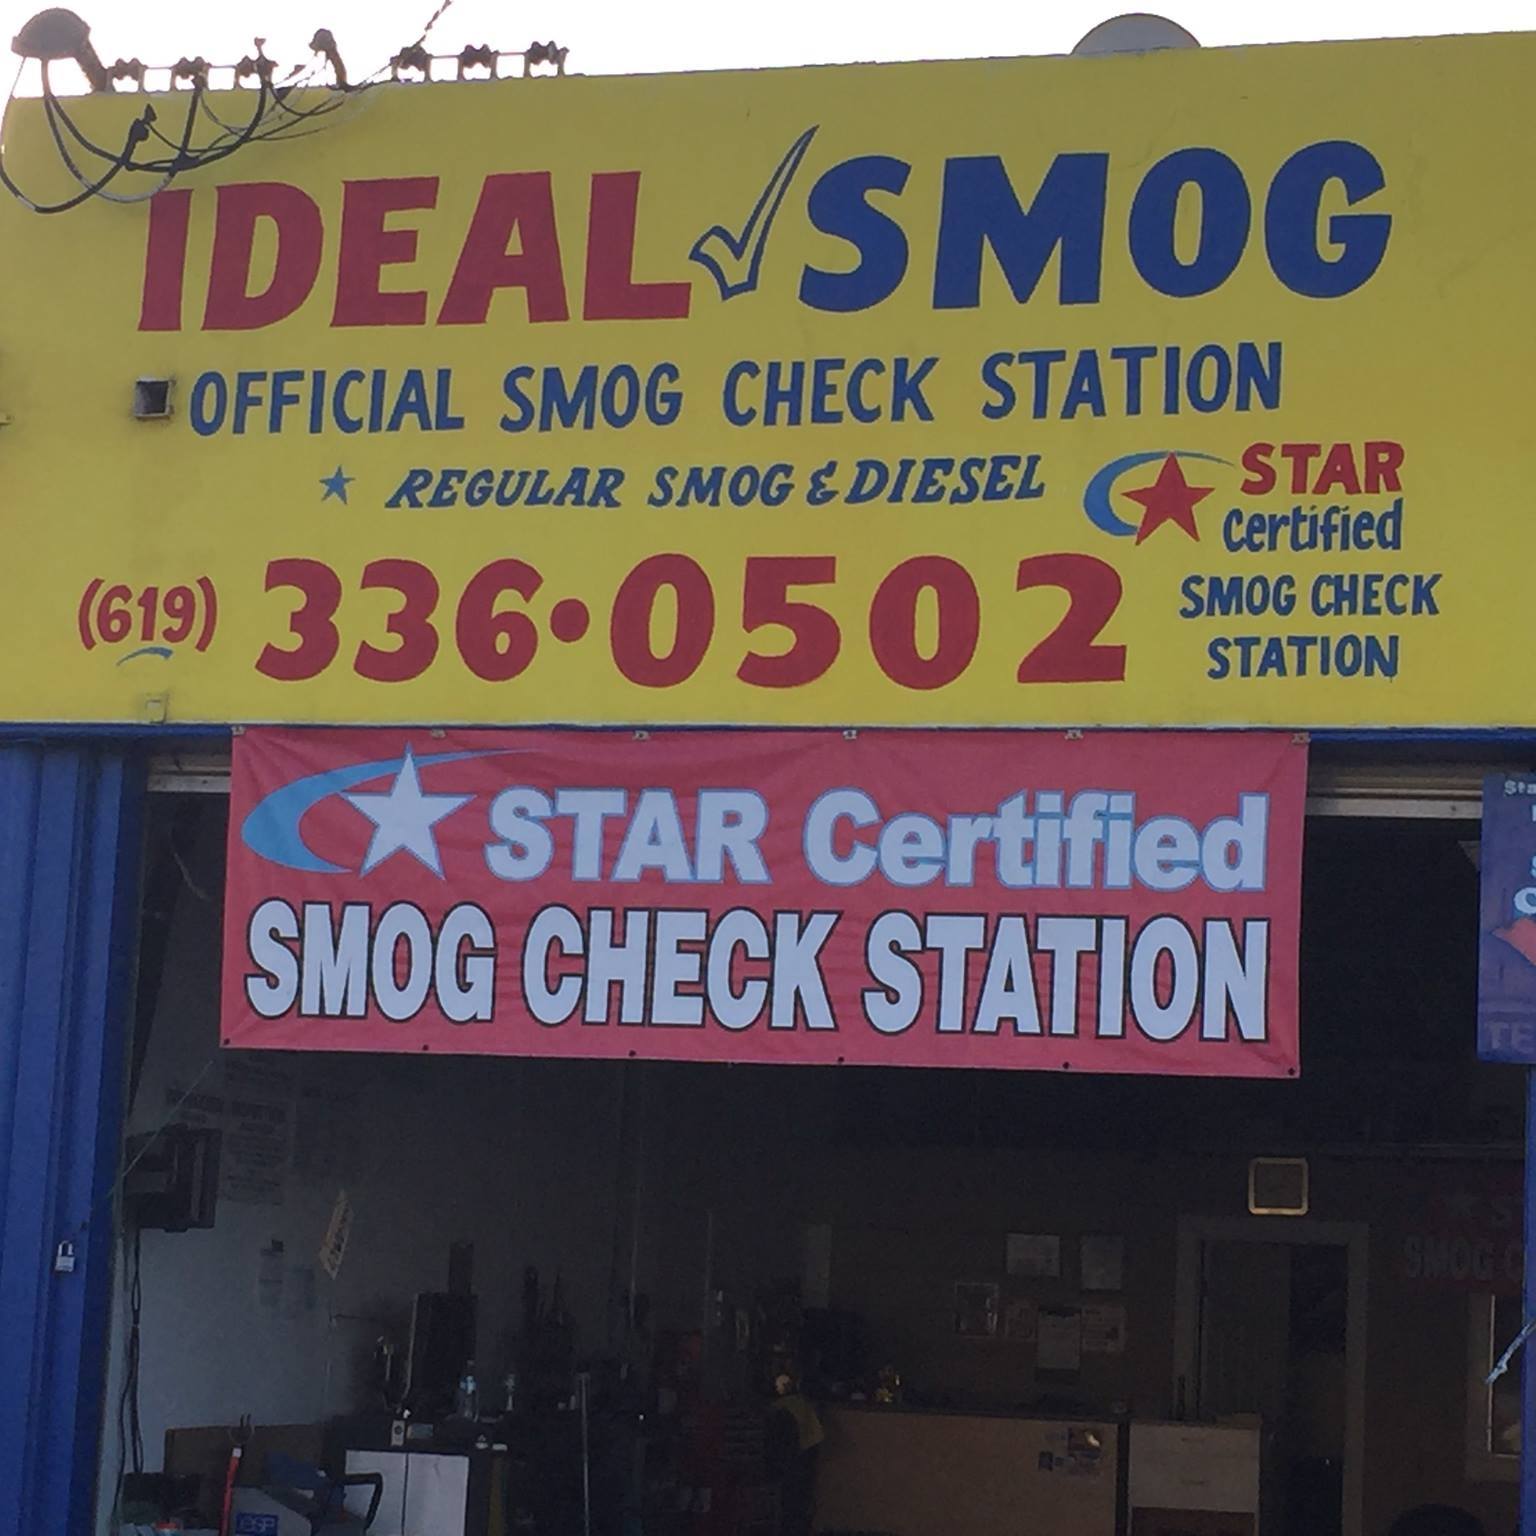 IDEAL SMOG
OFFICIAL SMOG CHECK STATION
REGULAR SMOG & DIESEL
STAR
Certified
SMOG CHECK
STATION
(619) 336·0502
STAR Certified
SMOG CHECK STATION
SMOG